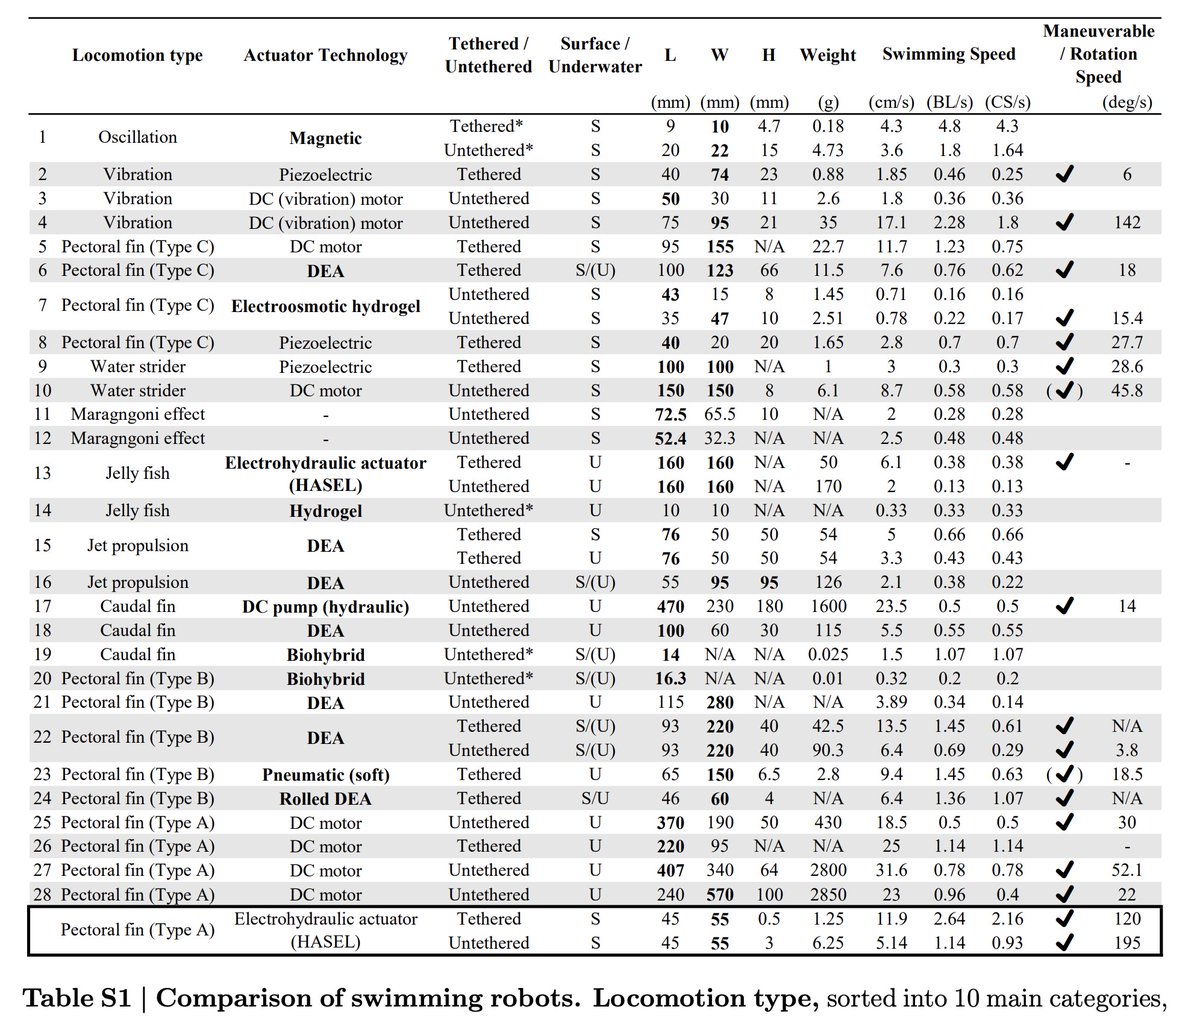 Locomotion type Actuator Technology Tethered / Untethered Surface / Underwater L W H Weight Swimming Speed Maneuverable / Rotation Speed
(mm) (mm) (mm) (g) (cm/s) (BL/s) (CS/s) (deg/s)
1 Oscillation Magnetic Tethered* S 9 10 4.7 0.18 4.3 4.8 4.3
Untethered* S 20 22 15 4.73 3.6 1.8 1.64
2 Vibration Piezoelectric Tethered S 40 74 23 0.88 1.85 0.46 0.25 ✔ 6
3 Vibration DC (vibration) motor Untethered S 50 30 11 2.6 1.8 0.36 0.36
4 Vibration DC (vibration) motor Untethered S 75 95 21 35 17.1 2.28 1.8 ✔ 142
5 Pectoral fin (Type C) DC motor Tethered S 95 155 N/A 22.7 11.7 1.23 0.75
6 Pectoral fin (Type C) DEA Tethered S/(U) 100 123 66 11.5 7.6 0.76 0.62 ✔ 18
7 Pectoral fin (Type C) Electroosmotic hydrogel Untethered S 43 15 8 1.45 0.71 0.16 0.16
Untethered S 35 47 10 2.51 0.78 0.22 0.17 ✔ 15.4
8 Pectoral fin (Type C) Piezoelectric Tethered S 40 20 20 1.65 2.8 0.7 0.7 ✔ 27.7
9 Water strider Piezoelectric Tethered S 100 100 N/A 1 3 0.3 0.3 ✔ 28.6
10 Water strider DC motor Untethered S 150 150 8 6.1 8.7 0.58 0.58 (✔) 45.8
11 Maragngoni effect - Untethered S 72.5 65.5 10 N/A 2 0.28 0.28
12 Maragngoni effect - Untethered S 52.4 32.3 N/A N/A 2.5 0.48 0.48
13 Jelly fish Electrohydraulic actuator (HASEL) Tethered U 160 160 N/A 50 6.1 0.38 0.38 ✔ -
Untethered U 160 160 N/A 170 2 0.13 0.13
14 Jelly fish Hydrogel Untethered* U 10 10 N/A N/A 0.33 0.33 0.33
15 Jet propulsion DEA Tethered S 76 50 50 54 5 0.66 0.66
Tethered U 76 50 50 54 3.3 0.43 0.43
16 Jet propulsion DEA Untethered S/(U) 55 95 95 126 2.1 0.38 0.22
17 Caudal fin DC pump (hydraulic) Untethered U 470 230 180 1600 23.5 0.5 0.5 ✔ 14
18 Caudal fin DEA Untethered U 100 60 30 115 5.5 0.55 0.55
19 Caudal fin Biohybrid Untethered* S/(U) 14 N/A N/A 0.025 1.5 1.07 1.07
20 Pectoral fin (Type B) Biohybrid Untethered* S/(U) 16.3 N/A N/A 0.01 0.32 0.2 0.2
21 Pectoral fin (Type B) DEA Untethered U 115 280 N/A N/A 3.89 0.34 0.14
22 Pectoral fin (Type B) DEA Tethered S/(U) 93 220 40 42.5 13.5 1.45 0.61 ✔ N/A
Untethered S/(U) 93 220 40 90.3 6.4 0.69 0.29 ✔ 3.8
23 Pectoral fin (Type B) Pneumatic (soft) Tethered U 65 150 6.5 2.8 9.4 1.45 0.63 (✔) 18.5
24 Pectoral fin (Type B) Rolled DEA Tethered S/U 46 60 4 N/A 6.4 1.36 1.07 ✔ N/A
25 Pectoral fin (Type A) DC motor Untethered U 370 190 50 430 18.5 0.5 0.5 ✔ 30
26 Pectoral fin (Type A) DC motor Tethered U 220 95 N/A N/A 25 1.14 1.14 -
27 Pectoral fin (Type A) DC motor Untethered U 407 340 64 2800 31.6 0.78 0.78 ✔ 52.1
28 Pectoral fin (Type A) DC motor Untethered U 240 570 100 2850 23 0.96 0.4 ✔ 22
Pectoral fin (Type A) Electrohydraulic actuator (HASEL) Tethered S 45 55 0.5 1.25 11.9 2.64 2.16 ✔ 120
Untethered S 45 55 3 6.25 5.14 1.14 0.93 ✔ 195
Table S1 | Comparison of swimming robots. Locomotion type, sorted into 10 main categories,